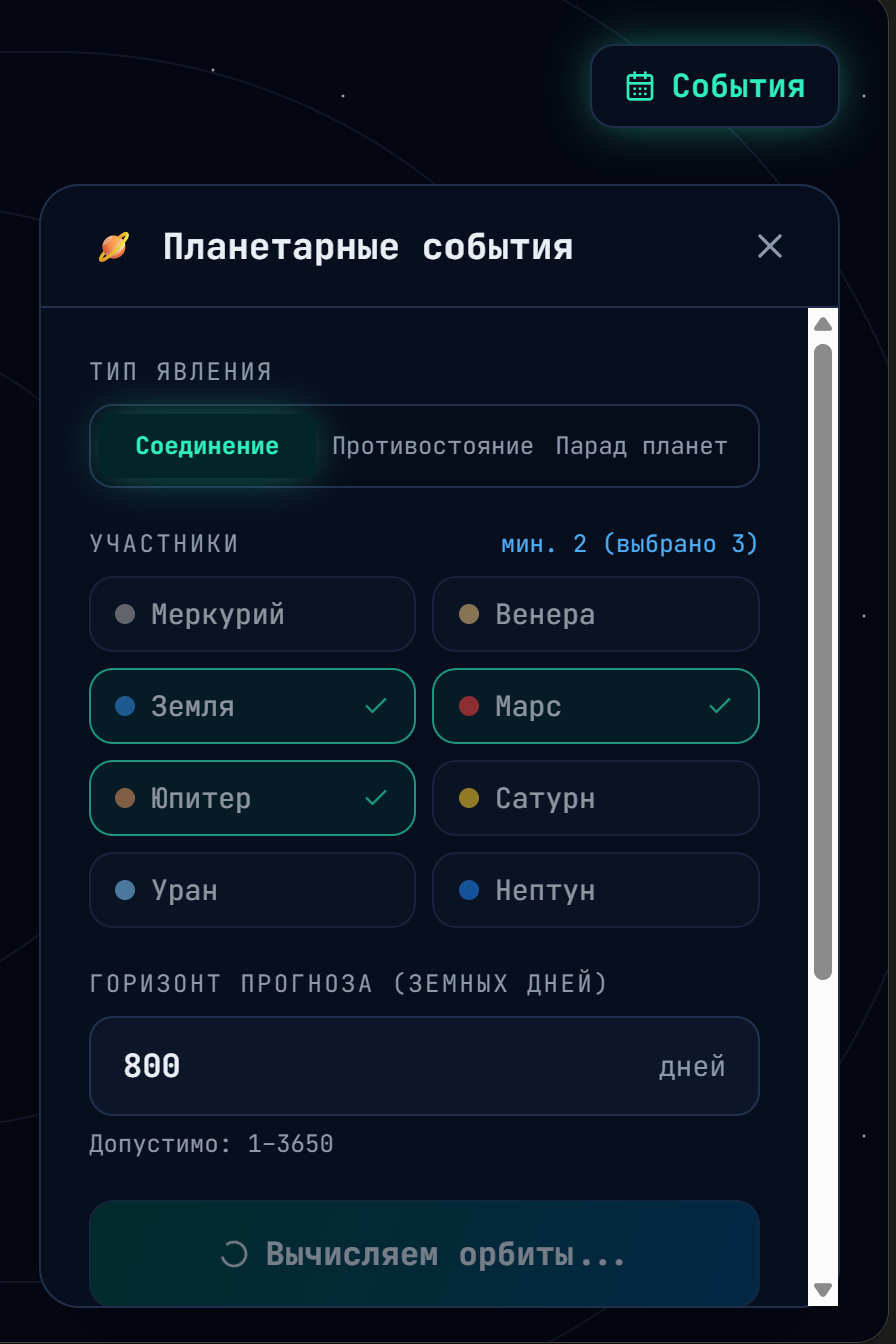 События
Планетарные события
ТИП ЯВЛЕНИЯ
Соединение Противостояние Парад планет
УЧАСТНИКИ мин. 2 (выбрано 3)
Меркурий Венера
Земля Марс
Юпитер Сатурн
Уран Нептун
ГОРИЗОНТ ПРОГНОЗА (ЗЕМНЫХ ДНЕЙ)
800 дней
Допустимо: 1–3650
Вычисляем орбиты...